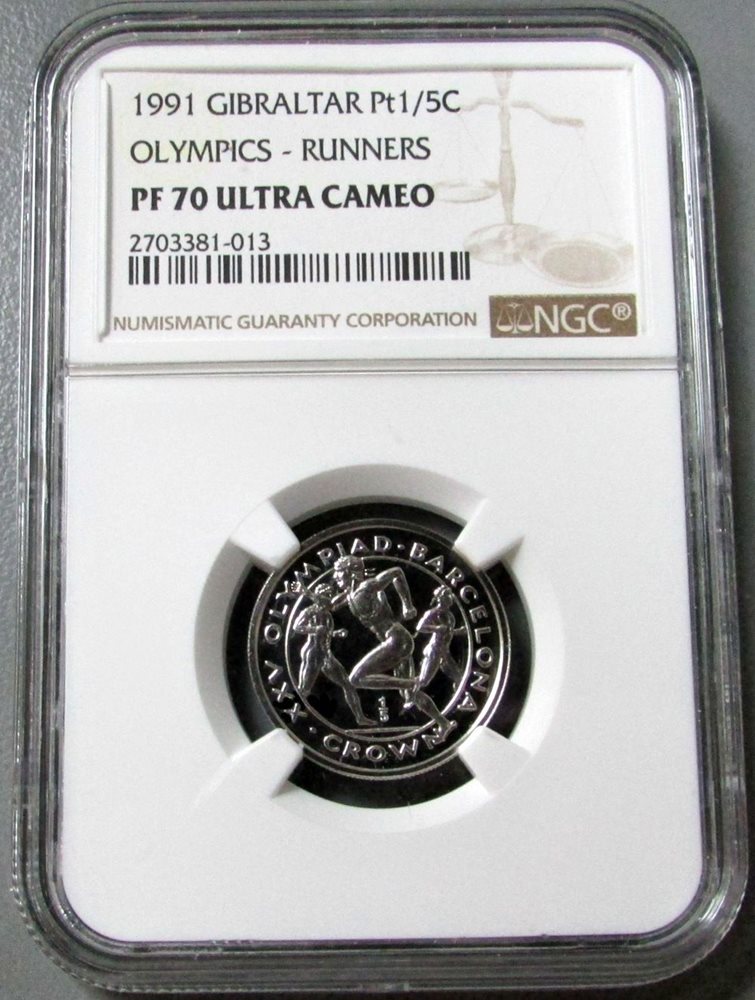 1991 GIBRALTAR Pt1/5C
OLYMPICS - RUNNERS
PF 70 ULTRA CAMEO
2703381-013
NUMISMATIC GUARANTY CORPORATION
NGC®
XXV OLYMPIAD · BARCELONA
· CROWN
1/5